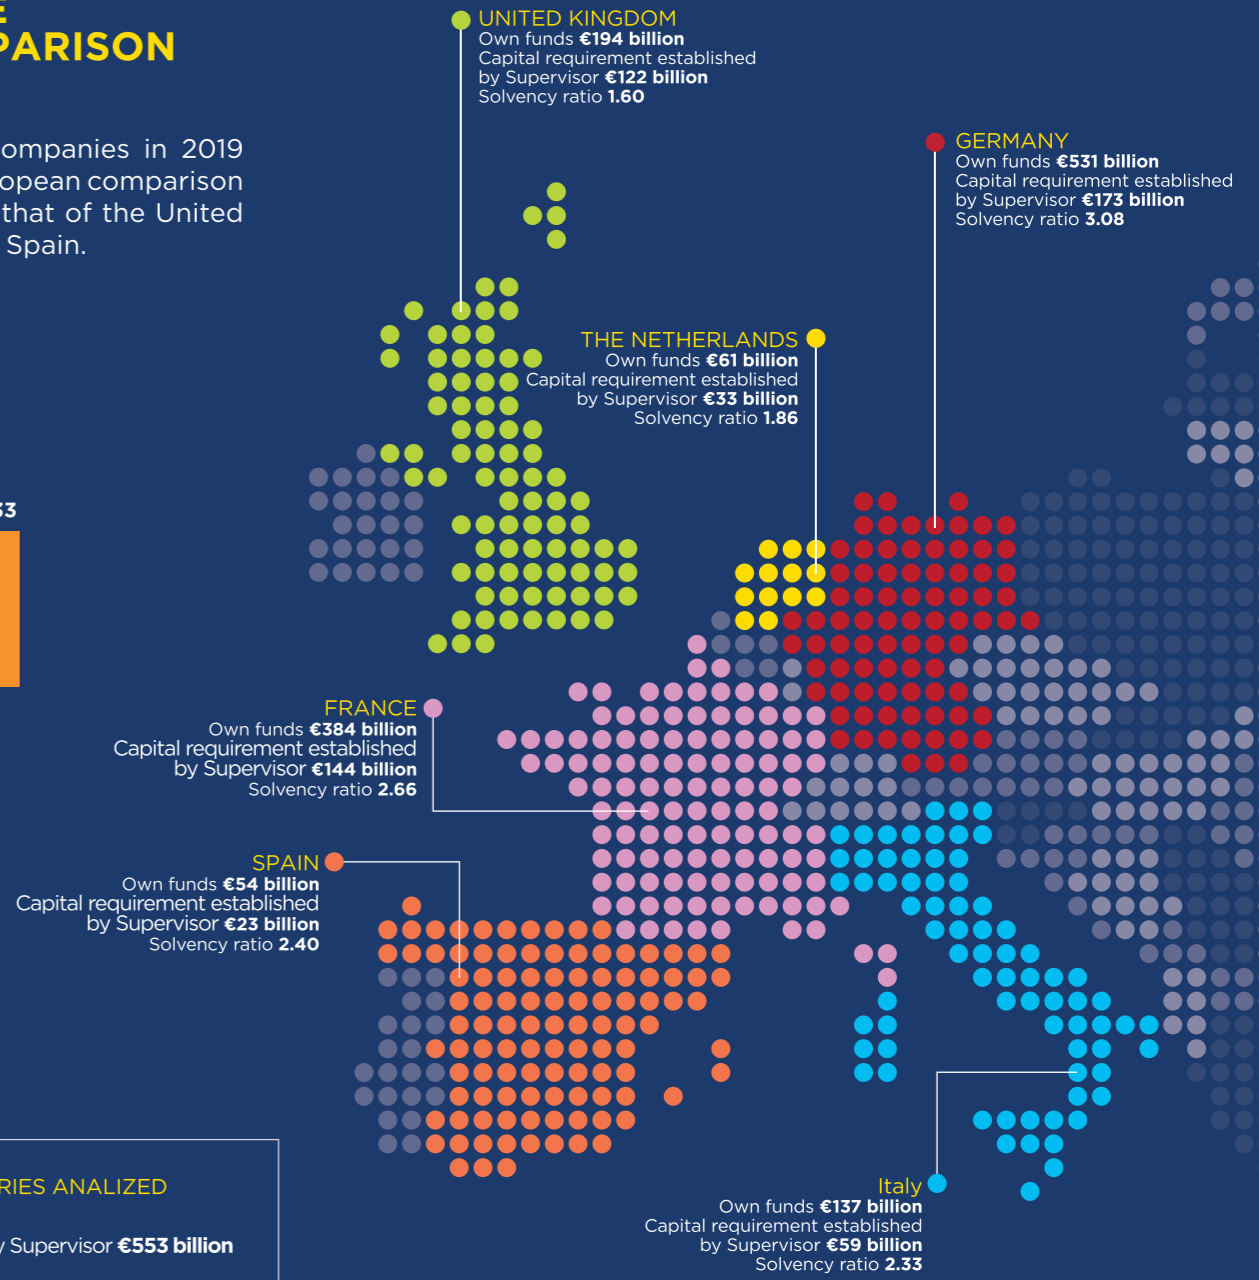 E
PARISON
ompanies in 2019
opean comparison
that of the United
Spain.
33
UNITED KINGDOM
Own funds €194 billion
Capital requirement established
by Supervisor €122 billion
Solvency ratio 1.60
GERMANY
Own funds €531 billion
Capital requirement established
by Supervisor €173 billion
Solvency ratio 3.08
THE NETHERLANDS
Own funds €61 billion
Capital requirement established
by Supervisor €33 billion
Solvency ratio 1.86
FRANCE
Own funds €384 billion
Capital requirement established
by Supervisor €144 billion
Solvency ratio 2.66
SPAIN
Own funds €54 billion
Capital requirement established
by Supervisor €23 billion
Solvency ratio 2.40
Italy
Own funds €137 billion
Capital requirement established
by Supervisor €59 billion
Solvency ratio 2.33
RIES ANALIZED
y Supervisor €553 billion